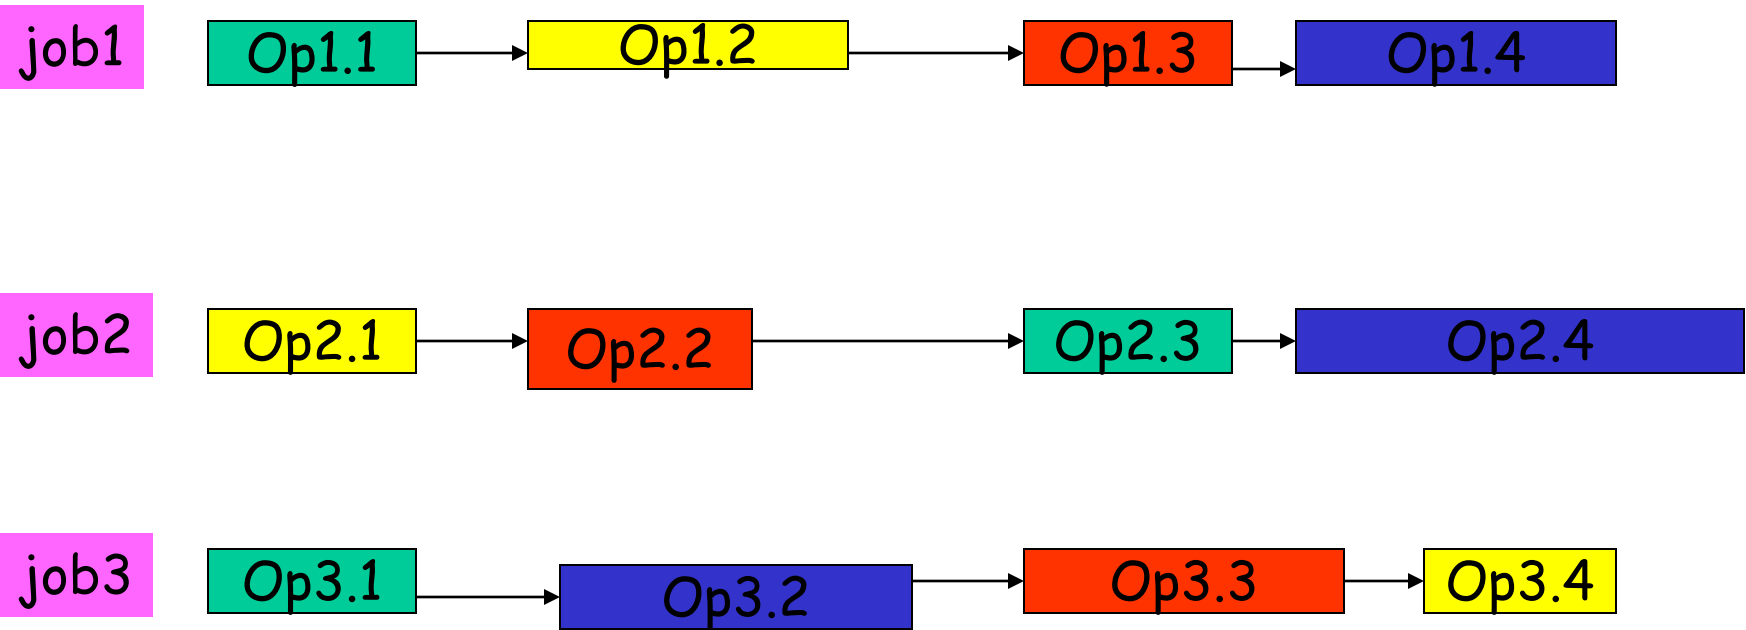 job1 Op1.1 Op1.2 Op1.3 Op1.4
job2 Op2.1 Op2.2 Op2.3 Op2.4
job3 Op3.1 Op3.2 Op3.3 Op3.4